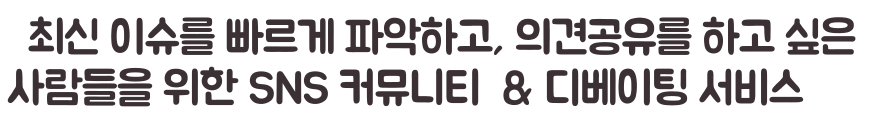 최신 이슈를 빠르게 파악하고, 의견공유를 하고 싶은
사람들을 위한 SNS 커뮤니티 & 디베이팅 서비스